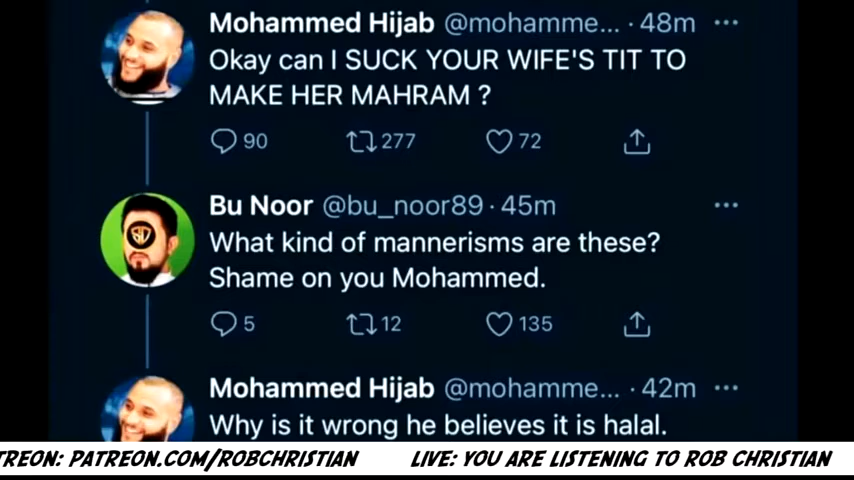 Mohammed Hijab @mohamme... · 48m ...
Okay can I SUCK YOUR WIFE'S TIT TO
MAKE HER MAHRAM ?
90 277 72
Bu Noor @bu_noor89 · 45m ...
What kind of mannerisms are these?
Shame on you Mohammed.
5 12 135
Mohammed Hijab @mohamme... · 42m ...
Why is it wrong he believes it is halal.
TREON: PATREON.COM/ROBCHRISTIAN LIVE: YOU ARE LISTENING TO ROB CHRISTIAN